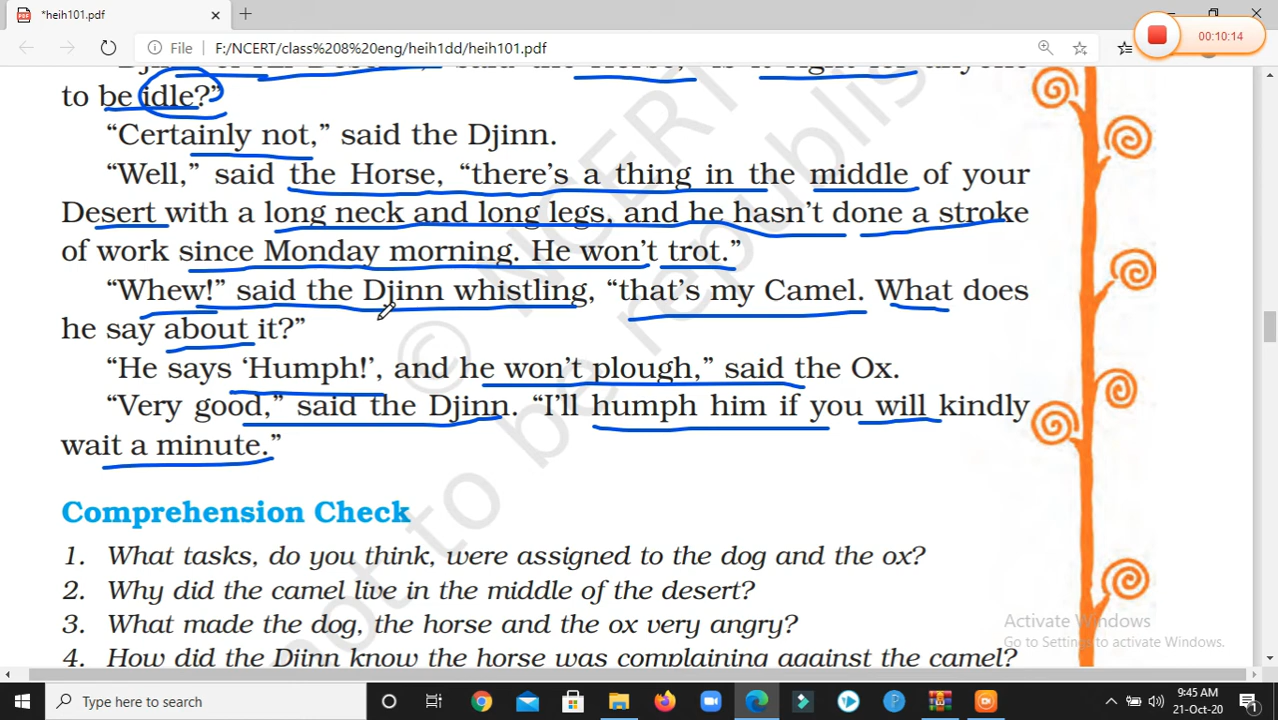 *heih101.pdf
00:10:14
File F:/NCERT/class%208%20eng/heih1dd/heih101.pdf
to be idle?”
“Certainly not,” said the Djinn.
“Well,” said the Horse, “there’s a thing in the middle of your
Desert with a long neck and long legs, and he hasn’t done a stroke
of work since Monday morning. He won’t trot.”
“Whew!” said the Djinn whistling, “that’s my Camel. What does
he say about it?”
“He says ‘Humph!’, and he won’t plough,” said the Ox.
“Very good,” said the Djinn. “I’ll humph him if you will kindly
wait a minute.”
© NCERT
not to be republis
Comprehension Check
1. What tasks, do you think, were assigned to the dog and the ox?
2. Why did the camel live in the middle of the desert?
3. What made the dog, the horse and the ox very angry?
4. How did the Djinn know the horse was complaining against the camel?
Activate Windows
Go to Settings to activate Windows.
Type here to search
9:45 AM
21-Oct-20